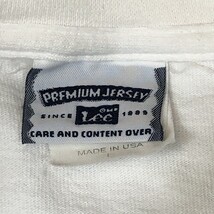 PREMIUM JERSEY
SINCE Lee 1889
CARE AND CONTENT OVER
MADE IN USA